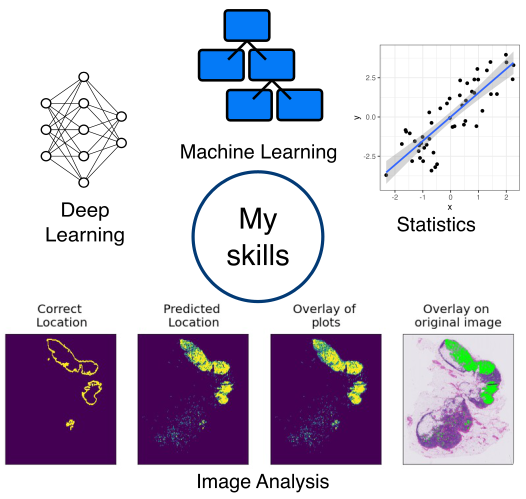 Machine Learning
Deep
Learning
2.5
0.0
-2.5
y
-2
-1
0
1
2
x
Statistics
My
skills
Correct
Location
Predicted
Location
Overlay of
plots
Overlay on
original image
Image Analysis